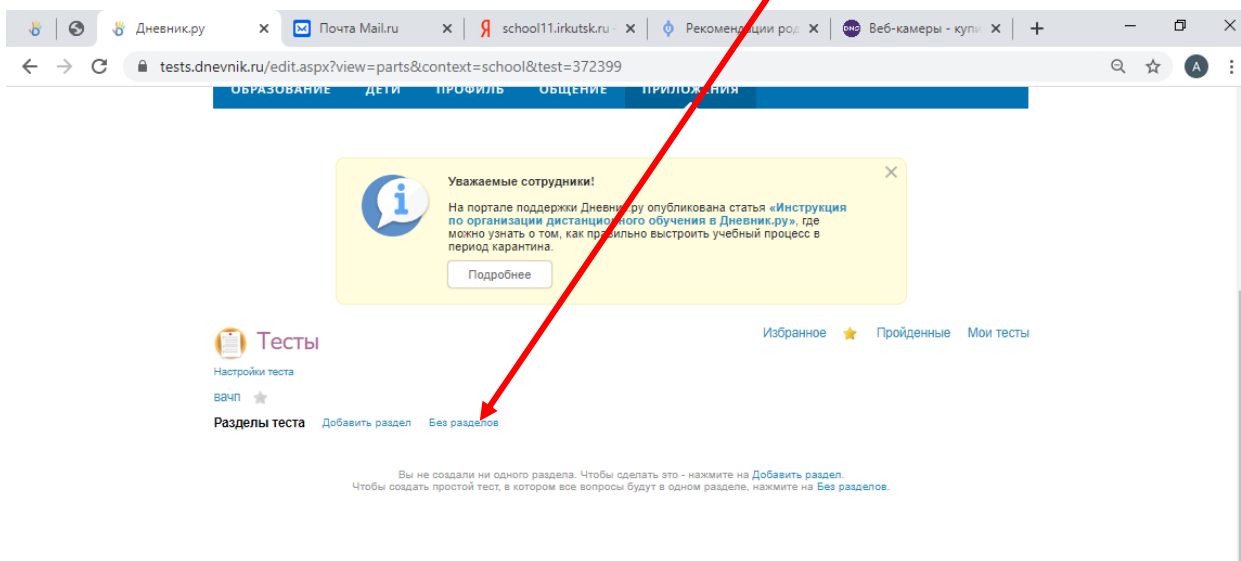 Дневник.ру
Почта Mail.ru
school11.irkutsk.ru -
Рекомендации род
DNS
Веб-камеры - купи
tests.dnevnik.ru/edit.aspx?view=parts&context=school&test=372399
A
ОБРАЗОВАНИЕ ДЕТИ ПРОФИЛЬ ОБЩЕНИЕ ПРИЛОЖЕНИЯ
Уважаемые сотрудники!
На портале поддержки Дневник.ру опубликована статья «Инструкция
по организации дистанционного обучения в Дневник.ру», где
можно узнать о том, как правильно выстроить учебный процесс в
период карантина.
Подробнее
Тесты
Избранное Пройденные Мои тесты
Настройки теста
вачп
Разделы теста Добавить раздел Без разделов
Вы не создали ни одного раздела. Чтобы сделать это - нажмите на Добавить раздел.
Чтобы создать простой тест, в котором все вопросы будут в одном разделе, нажмите на Без разделов.